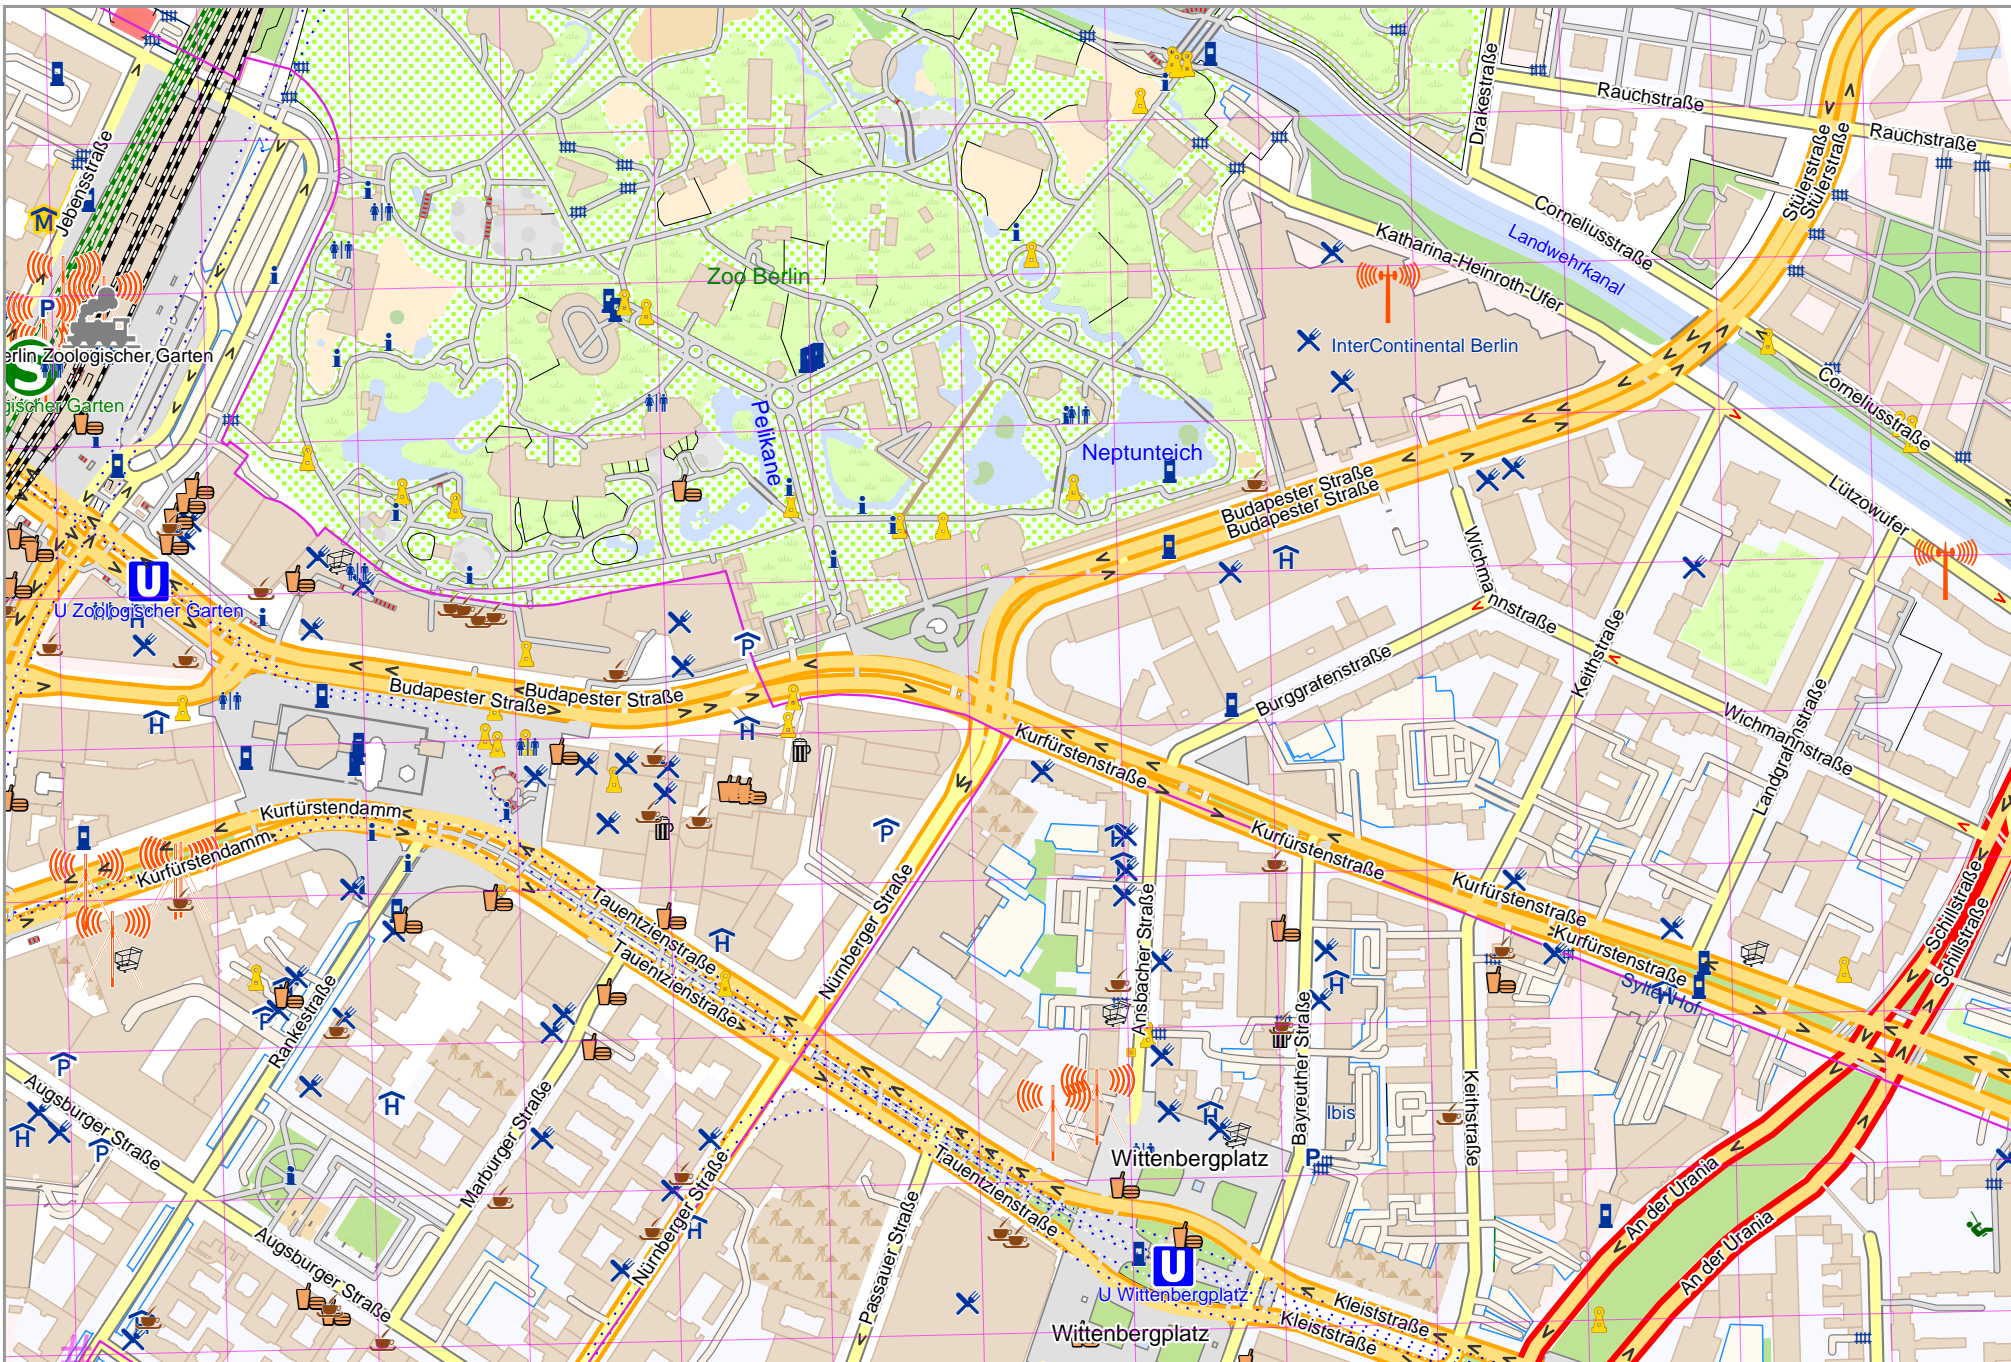 Rauchstraße
Rauchstraße
Drakestraße
Stülerstraße
Stülerstraße
Jebensstraße
M
Corneliusstraße
Landwehrkanal
Katharina-Heinroth-Ufer
Zoo Berlin
P
InterContinental Berlin
erlin Zoologischer Garten
S
gischer Garten
Corneliusstraße
Pelikane
Neptunteich
Budapester Straße
Budapester Straße
Lützowufer
Wichmannstraße
U
U Zoologischer Garten
H
H
P
Keithstraße
Burggrafenstraße
Budapester Straße
Budapester Straße
H
H
Kurfürstenstraße
Wichmannstraße
Landgrafenstraße
Kurfürstendamm
Kurfürstendamm
P
Kurfürstenstraße
Kurfürstenstraße
Kurfürstenstraße
Schillstraße
Schillstraße
Tauentzienstraße
Tauentzienstraße
H
Nürnberger Straße
Ansbacher Straße
Bayreuther Straße
H
Sylter Hof
Rankestraße
P
P
Augsburger Straße
H
P
H
Marburger Straße
Keithstraße
Ibis
H
Wittenbergplatz
P
An der Urania
An der Urania
Tauentzienstraße
Nürnberger Straße
H
Passauer Straße
Augsburger Straße
U
U Wittenbergplatz
Kleiststraße
Kleiststraße
Wittenbergplatz